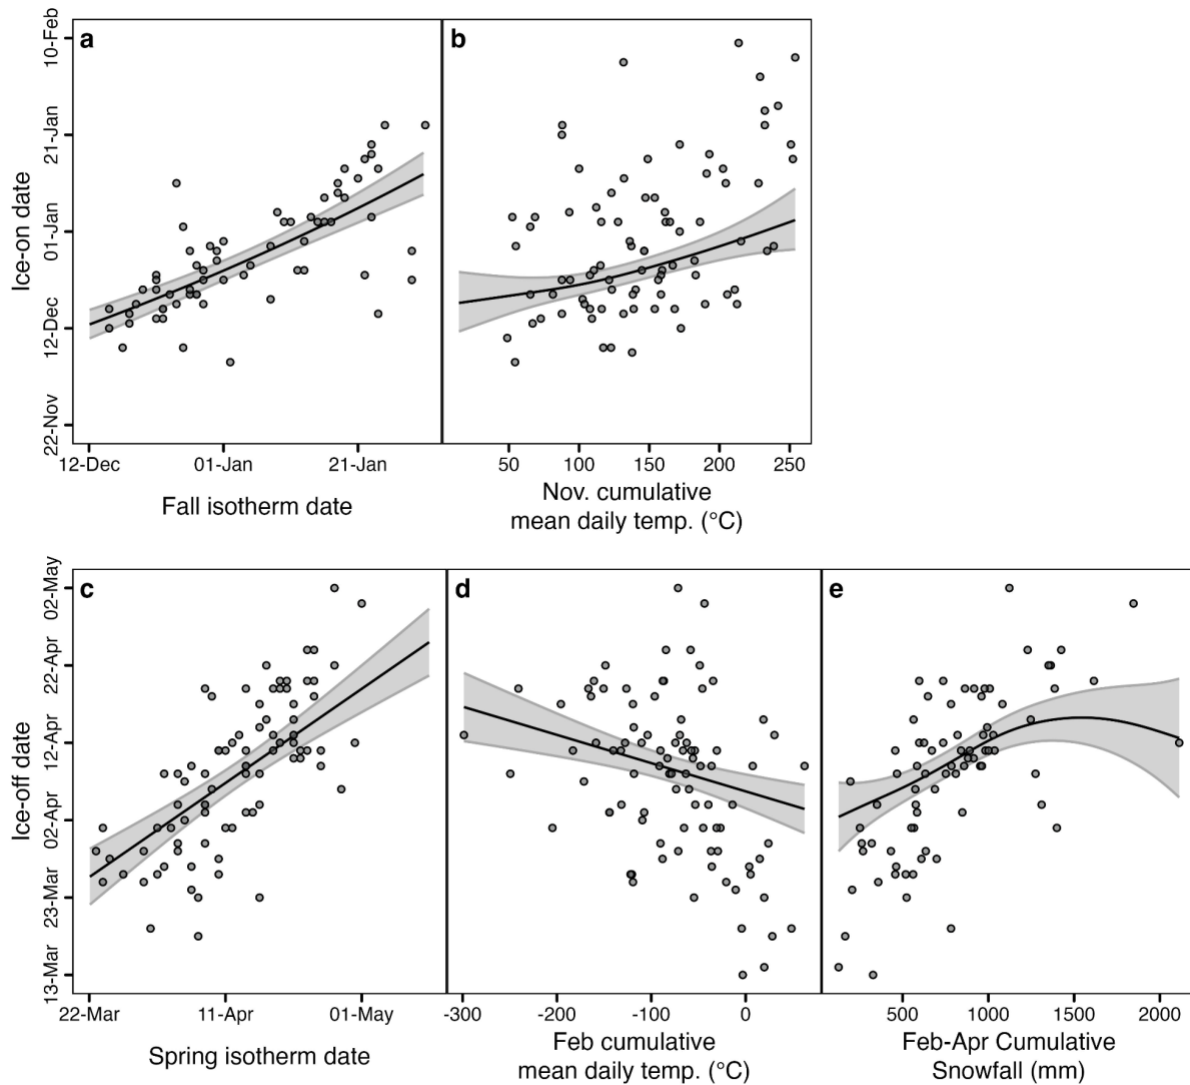 a
b
Ice-on date
10-Feb
21-Jan
01-Jan
12-Dec
22-Nov
12-Dec
01-Jan
21-Jan
50
100
150
200
250
Fall isotherm date
Nov. cumulative
mean daily temp. (°C)
c
d
e
Ice-off date
02-May
22-Apr
12-Apr
02-Apr
23-Mar
13-Mar
22-Mar
11-Apr
01-May
-300
-200
-100
0
500
1000
1500
2000
Spring isotherm date
Feb cumulative
mean daily temp. (°C)
Feb-Apr Cumulative
Snowfall (mm)